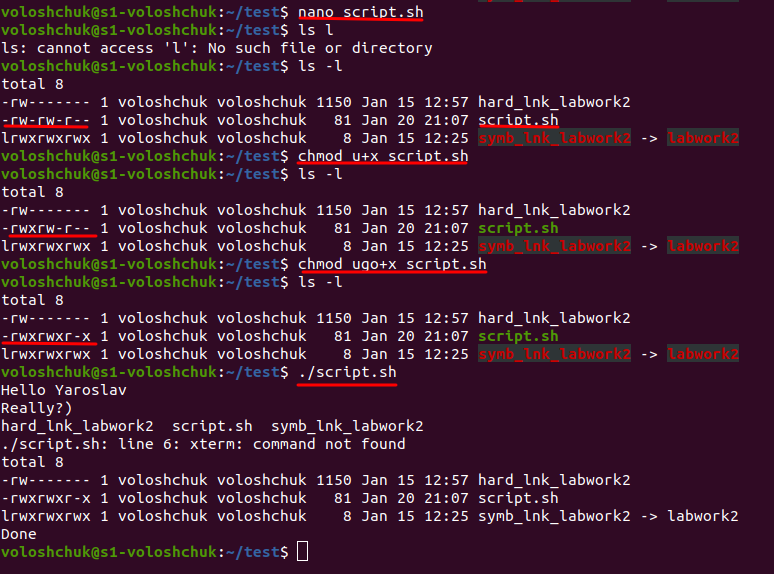 voloshchuk@s1-voloshchuk:~/test$ nano script.sh
voloshchuk@s1-voloshchuk:~/test$ ls l
ls: cannot access 'l': No such file or directory
voloshchuk@s1-voloshchuk:~/test$ ls -l
total 8
-rw------- 1 voloshchuk voloshchuk 1150 Jan 15 12:57 hard_lnk_labwork2
-rw-rw-r-- 1 voloshchuk voloshchuk   81 Jan 20 21:07 script.sh
lrwxrwxrwx 1 voloshchuk voloshchuk    8 Jan 15 12:25 symb_lnk_labwork2 -> labwork2
voloshchuk@s1-voloshchuk:~/test$ chmod u+x script.sh
voloshchuk@s1-voloshchuk:~/test$ ls -l
total 8
-rw------- 1 voloshchuk voloshchuk 1150 Jan 15 12:57 hard_lnk_labwork2
-rwxrw-r-- 1 voloshchuk voloshchuk   81 Jan 20 21:07 script.sh
lrwxrwxrwx 1 voloshchuk voloshchuk    8 Jan 15 12:25 symb_lnk_labwork2 -> labwork2
voloshchuk@s1-voloshchuk:~/test$ chmod ugo+x script.sh
voloshchuk@s1-voloshchuk:~/test$ ls -l
total 8
-rw------- 1 voloshchuk voloshchuk 1150 Jan 15 12:57 hard_lnk_labwork2
-rwxrwxr-x 1 voloshchuk voloshchuk   81 Jan 20 21:07 script.sh
lrwxrwxrwx 1 voloshchuk voloshchuk    8 Jan 15 12:25 symb_lnk_labwork2 -> labwork2
voloshchuk@s1-voloshchuk:~/test$ ./script.sh
Hello Yaroslav
Really?)
hard_lnk_labwork2  script.sh  symb_lnk_labwork2
./script.sh: line 6: xterm: command not found
total 8
-rw------- 1 voloshchuk voloshchuk 1150 Jan 15 12:57 hard_lnk_labwork2
-rwxrwxr-x 1 voloshchuk voloshchuk   81 Jan 20 21:07 script.sh
lrwxrwxrwx 1 voloshchuk voloshchuk    8 Jan 15 12:25 symb_lnk_labwork2 -> labwork2
Done
voloshchuk@s1-voloshchuk:~/test$